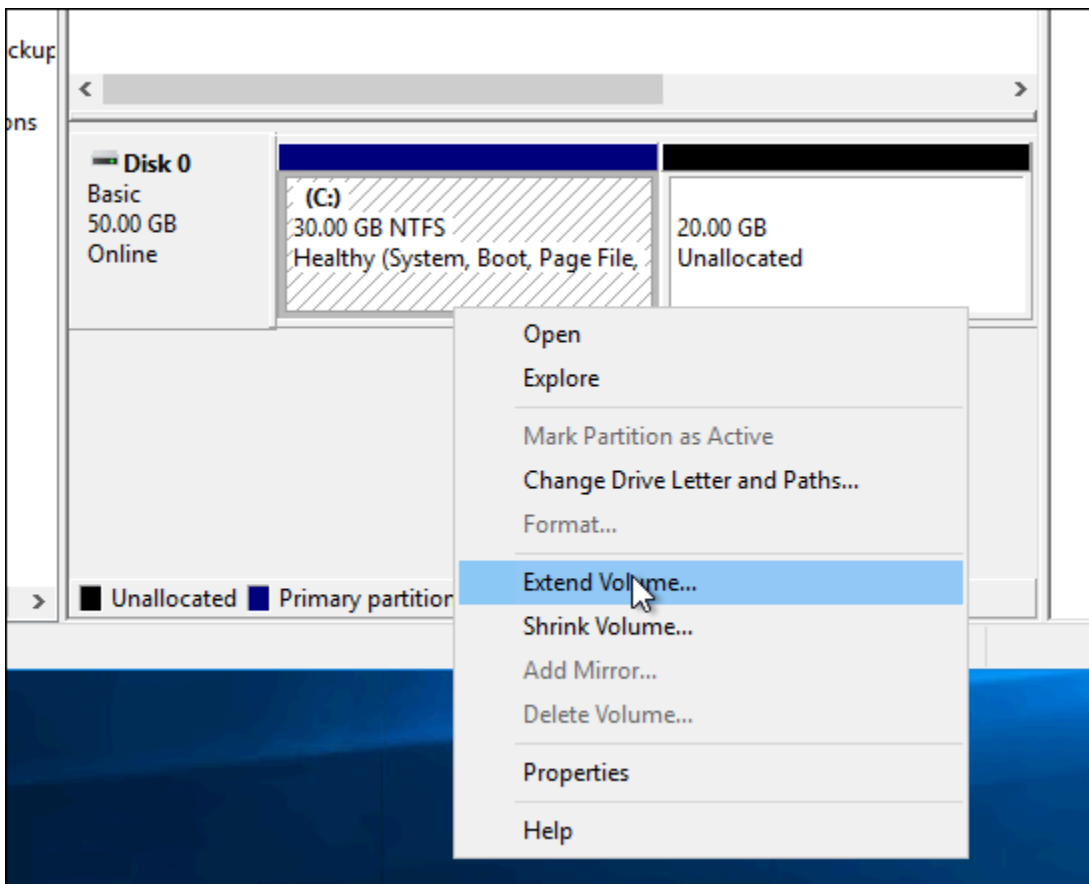 Disk 0
Basic
50.00 GB
Online
(C:)
30.00 GB NTFS
Healthy (System, Boot, Page File,
20.00 GB
Unallocated
Open
Explore
Mark Partition as Active
Change Drive Letter and Paths...
Format...
Extend Volume...
Shrink Volume...
Add Mirror...
Delete Volume...
Properties
Help
Unallocated
Primary partition